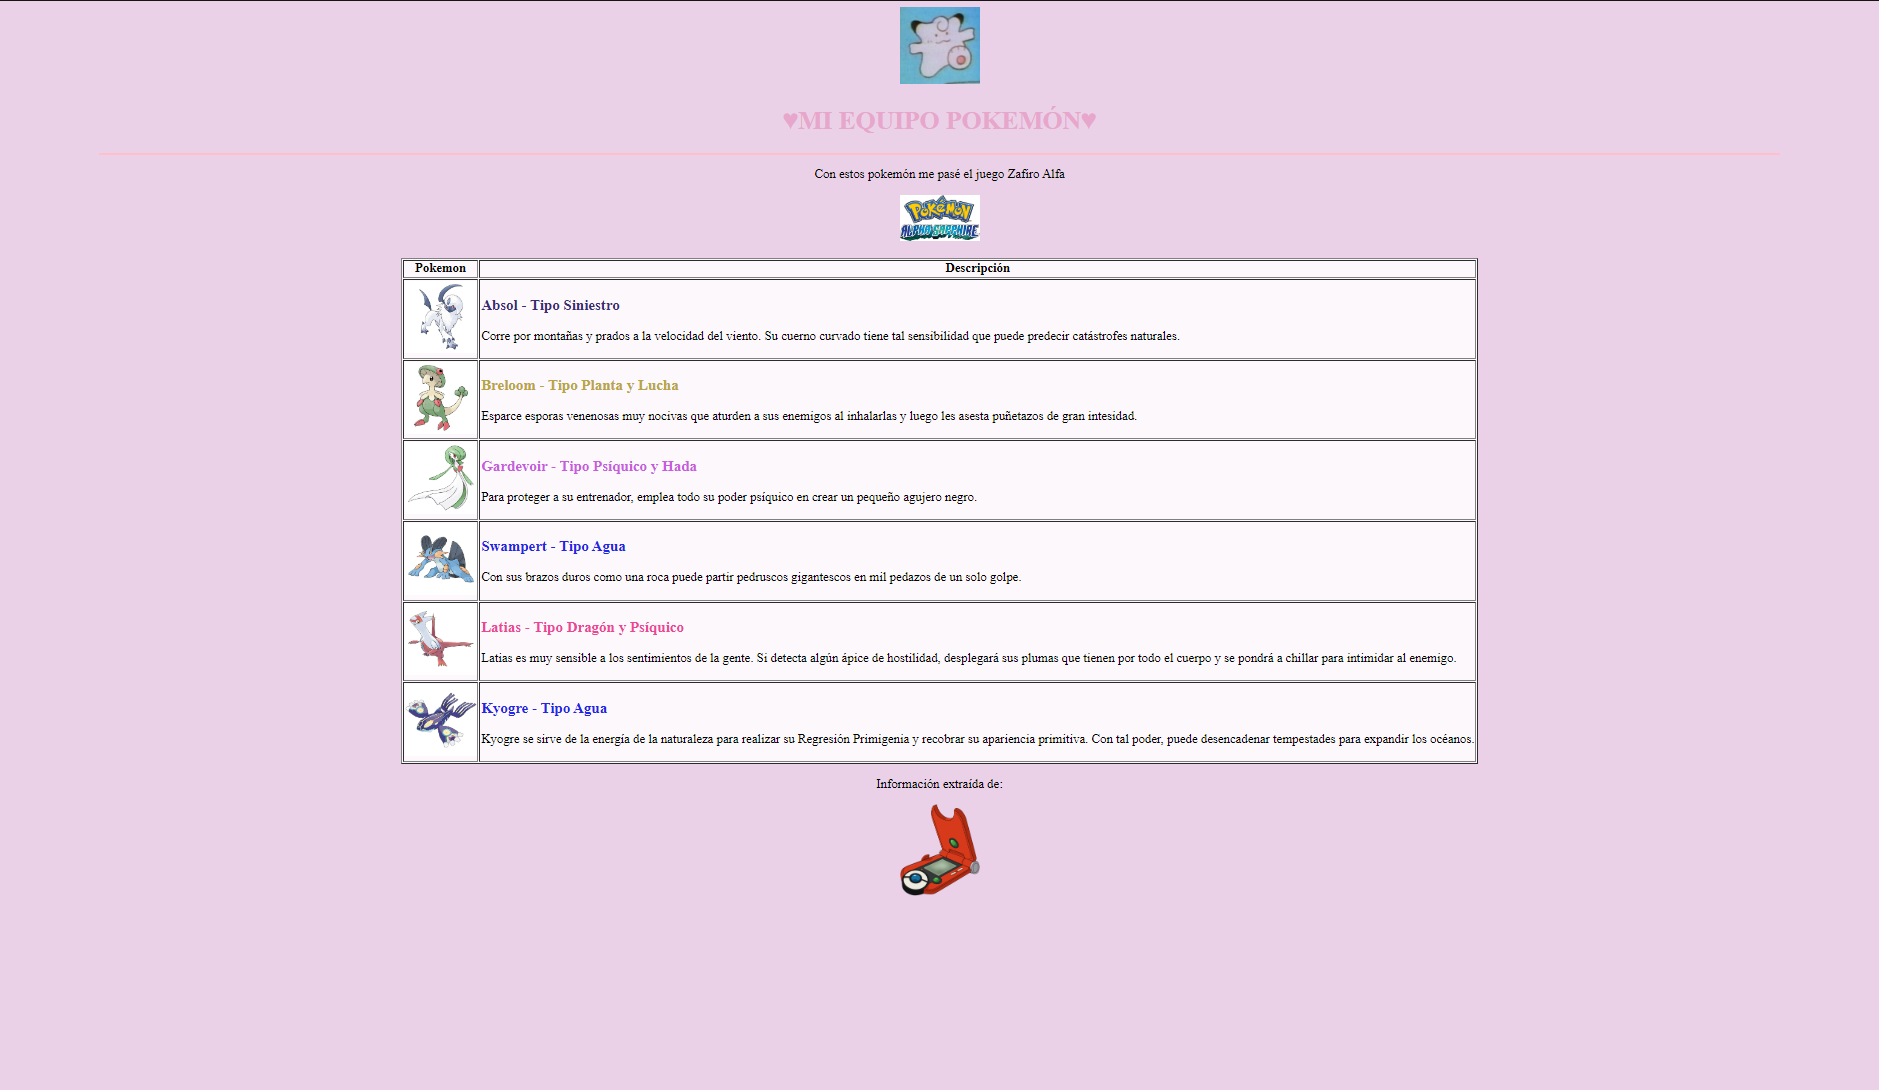 ♥MI EQUIPO POKEMÓN♥
Con estos pokemón me pasé el juego Zafiro Alfa
POKéMON
ALPHA SAPPHIRE
Pokemon Descripción
Absol - Tipo Siniestro
Corre por montañas y prados a la velocidad del viento. Su cuerno curvado tiene tal sensibilidad que puede predecir catástrofes naturales.
Breloom - Tipo Planta y Lucha
Esparce esporas venenosas muy nocivas que aturden a sus enemigos al inhalarlas y luego les asesta puñetazos de gran intesidad.
Gardevoir - Tipo Psíquico y Hada
Para proteger a su entrenador, emplea todo su poder psíquico en crear un pequeño agujero negro.
Swampert - Tipo Agua
Con sus brazos duros como una roca puede partir pedruscos gigantescos en mil pedazos de un solo golpe.
Latias - Tipo Dragón y Psíquico
Latias es muy sensible a los sentimientos de la gente. Si detecta algún ápice de hostilidad, desplegará sus plumas que tienen por todo el cuerpo y se pondrá a chillar para intimidar al enemigo.
Kyogre - Tipo Agua
Kyogre se sirve de la energía de la naturaleza para realizar su Regresión Primigenia y recobrar su apariencia primitiva. Con tal poder, puede desencadenar tempestades para expandir los océanos.
Información extraída de: